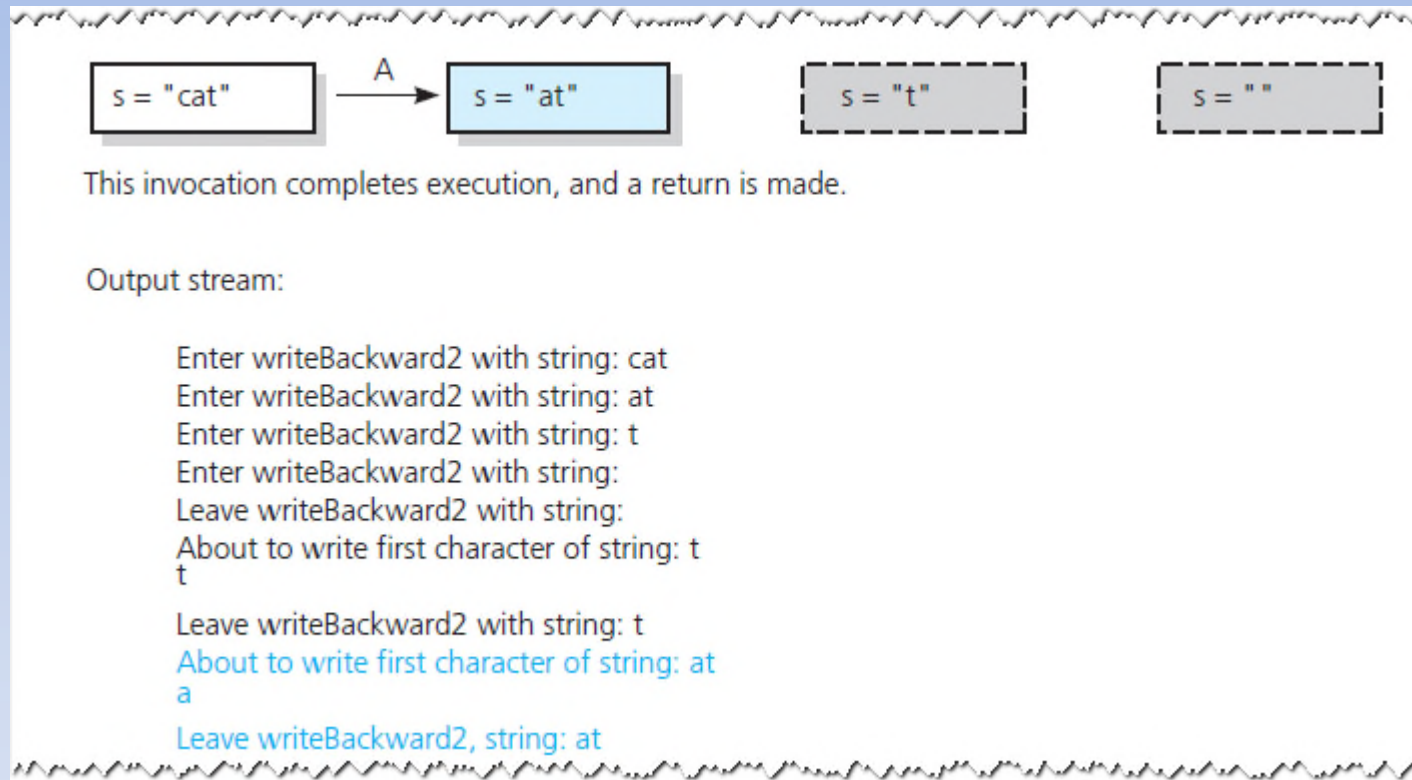 A
s = "cat" s = "at" s = "t" s = " "
This invocation completes execution, and a return is made.
Output stream:
Enter writeBackward2 with string: cat
Enter writeBackward2 with string: at
Enter writeBackward2 with string: t
Enter writeBackward2 with string:
Leave writeBackward2 with string:
About to write first character of string: t
t
Leave writeBackward2 with string: t
About to write first character of string: at
a
Leave writeBackward2, string: at